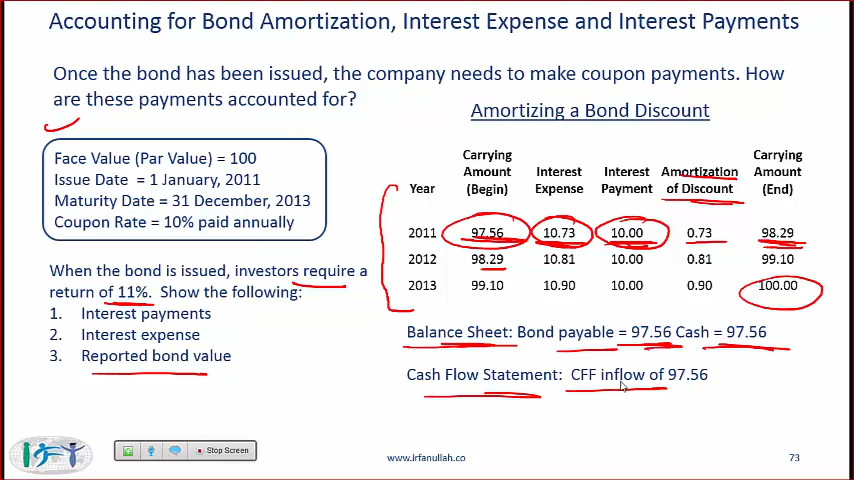 Accounting for Bond Amortization, Interest Expense and Interest Payments
Once the bond has been issued, the company needs to make coupon payments. How
are these payments accounted for?
Face Value (Par Value) = 100
Issue Date = 1 January, 2011
Maturity Date = 31 December, 2013
Coupon Rate = 10% paid annually
When the bond is issued, investors require a
return of 11%. Show the following:
1. Interest payments
2. Interest expense
3. Reported bond value
Amortizing a Bond Discount
Year Carrying Amount (Begin) Interest Expense Interest Payment Amortization of Discount Carrying Amount (End)
2011 97.56 10.73 10.00 0.73 98.29
2012 98.29 10.81 10.00 0.81 99.10
2013 99.10 10.90 10.00 0.90 100.00
Balance Sheet: Bond payable = 97.56 Cash = 97.56
Cash Flow Statement: CFF inflow of 97.56
IFT
Stop Screen
www.irfanullah.co
73